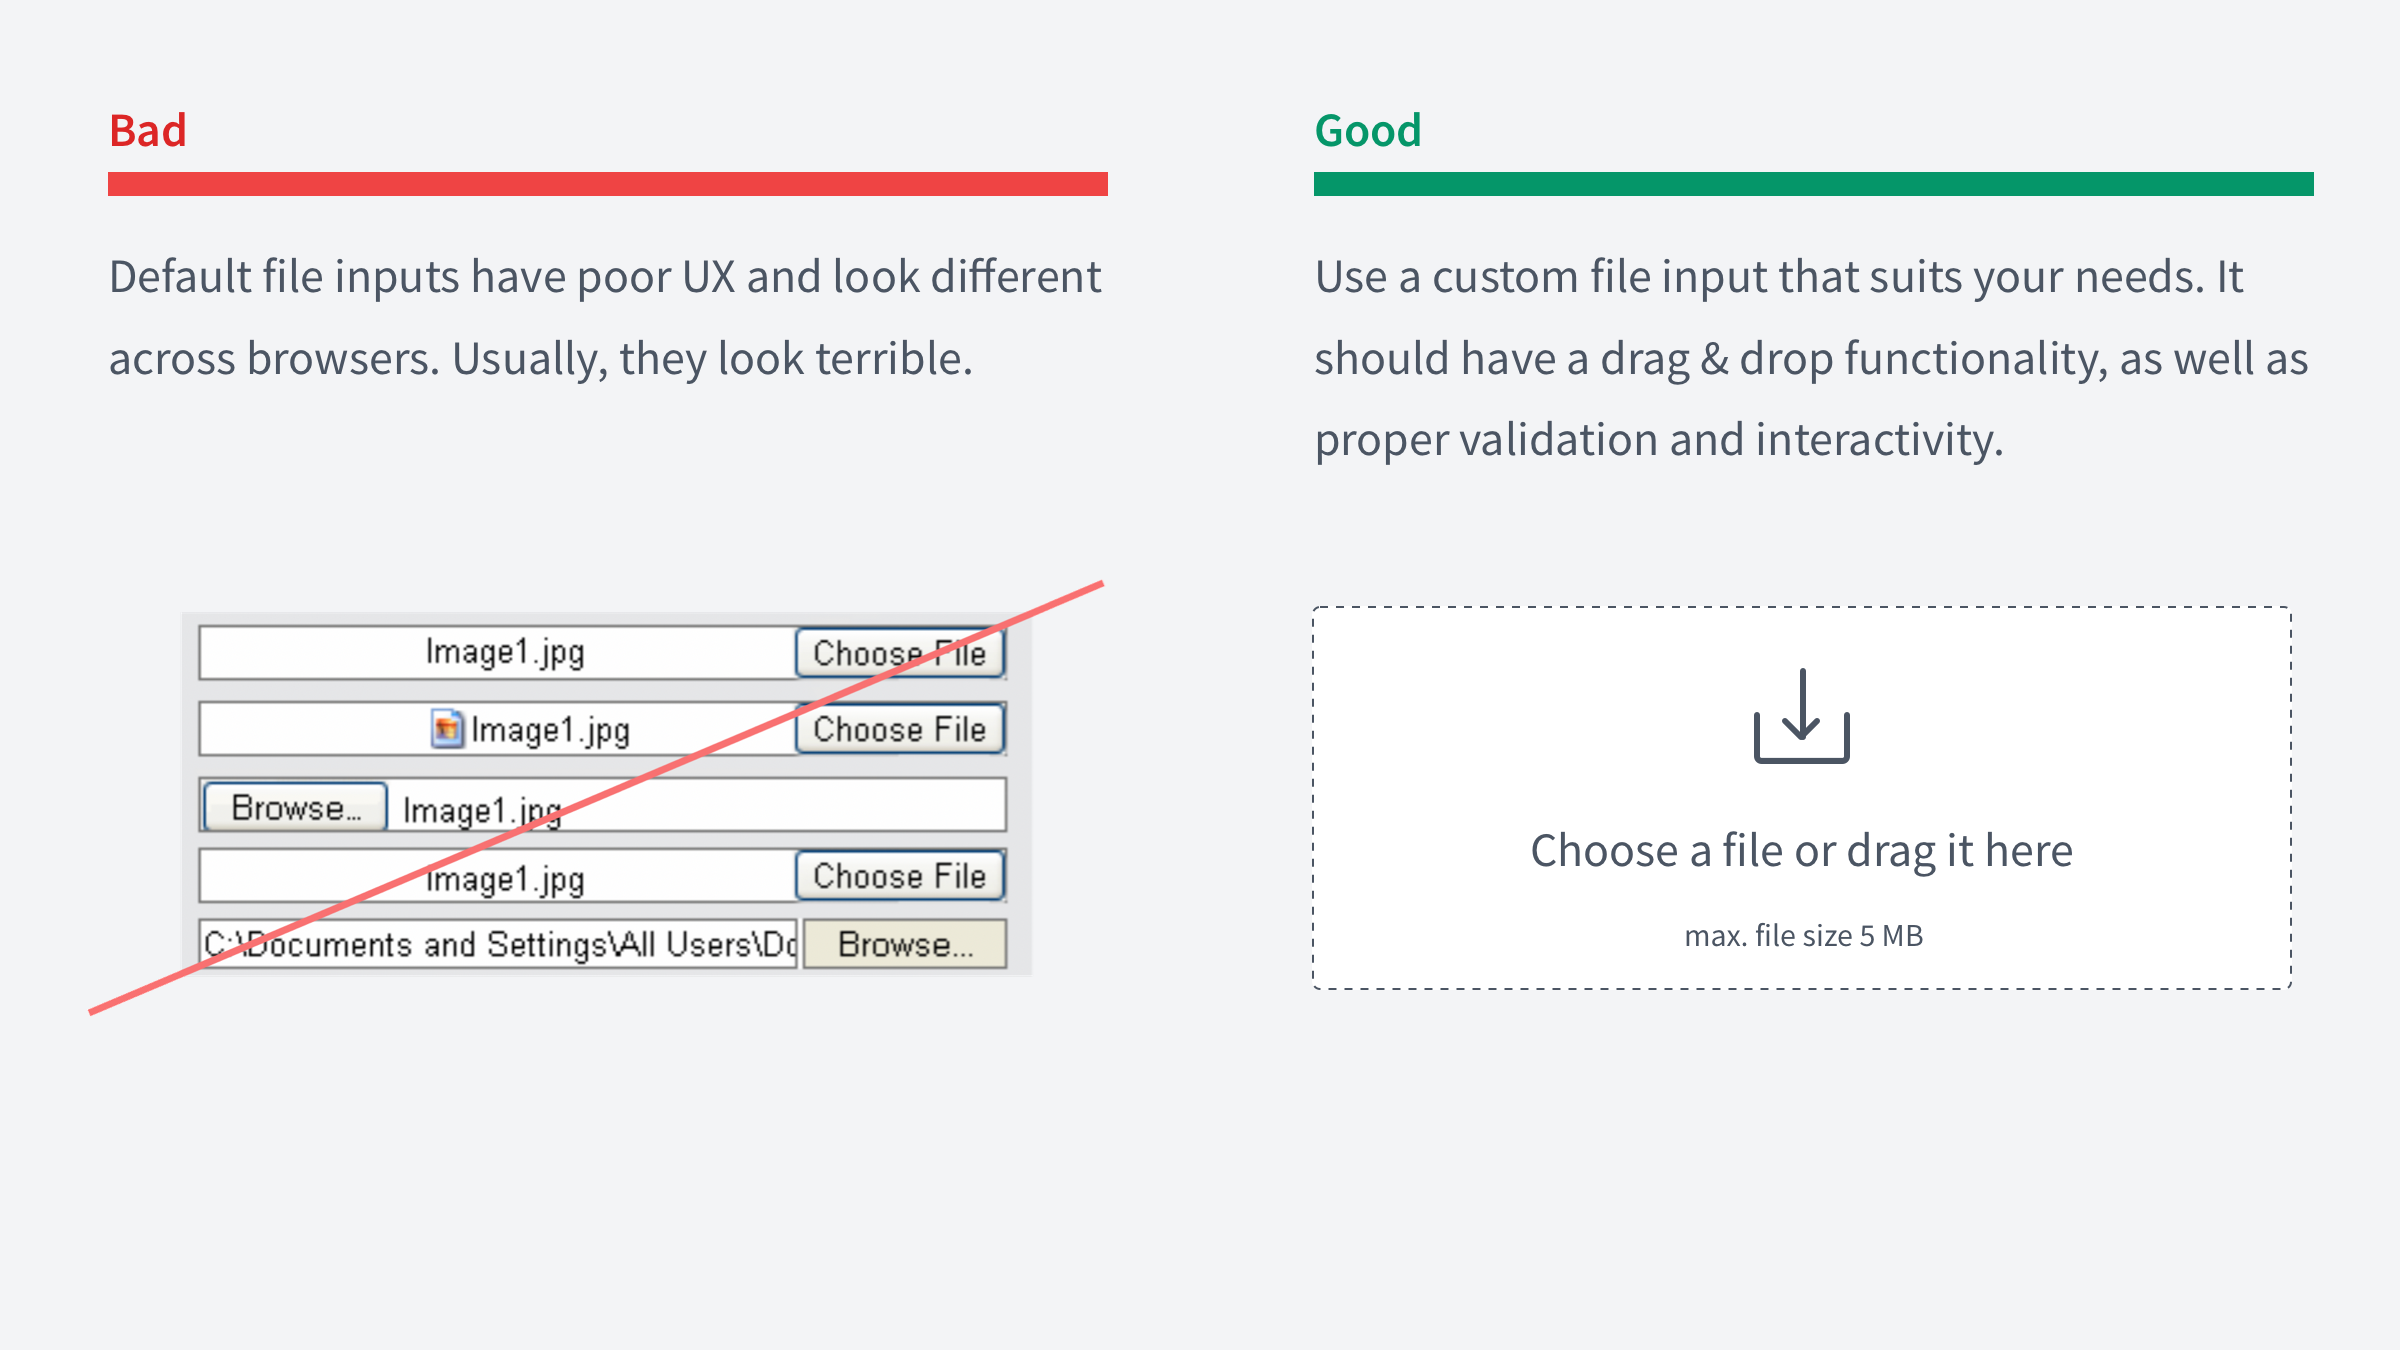 Bad
Default file inputs have poor UX and look different
across browsers. Usually, they look terrible.
Image1.jpg Choose File
Image1.jpg Choose File
Browse... Image1.jpg
Image1.jpg Choose File
C:\Documents and Settings\All Users\Do Browse...
Good
Use a custom file input that suits your needs. It
should have a drag & drop functionality, as well as
proper validation and interactivity.
Choose a file or drag it here
max. file size 5 MB